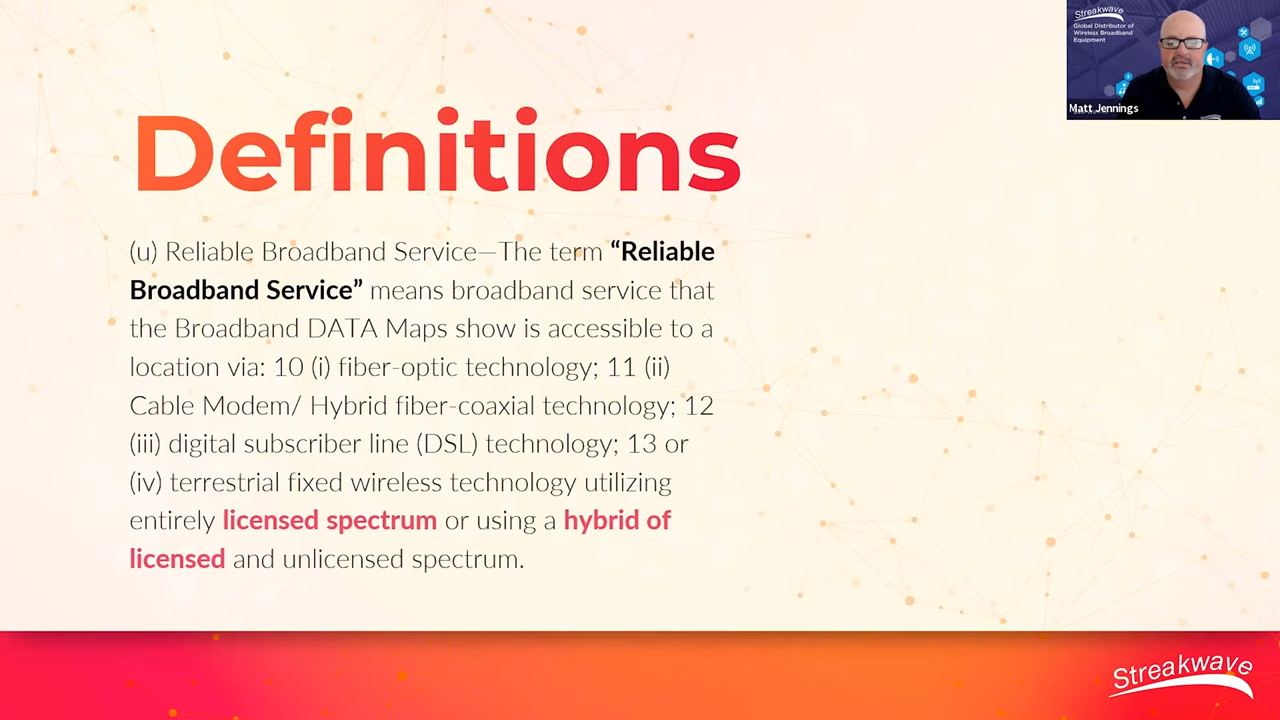 Streakwave
Global Distributor of
Wireless Broadband
Equipment
Matt Jennings
Definitions
(u) Reliable Broadband Service—The term “Reliable
Broadband Service” means broadband service that
the Broadband DATA Maps show is accessible to a
location via: 10 (i) fiber-optic technology; 11 (ii)
Cable Modem/ Hybrid fiber-coaxial technology; 12
(iii) digital subscriber line (DSL) technology; 13 or
(iv) terrestrial fixed wireless technology utilizing
entirely licensed spectrum or using a hybrid of
licensed and unlicensed spectrum.
Streakwave